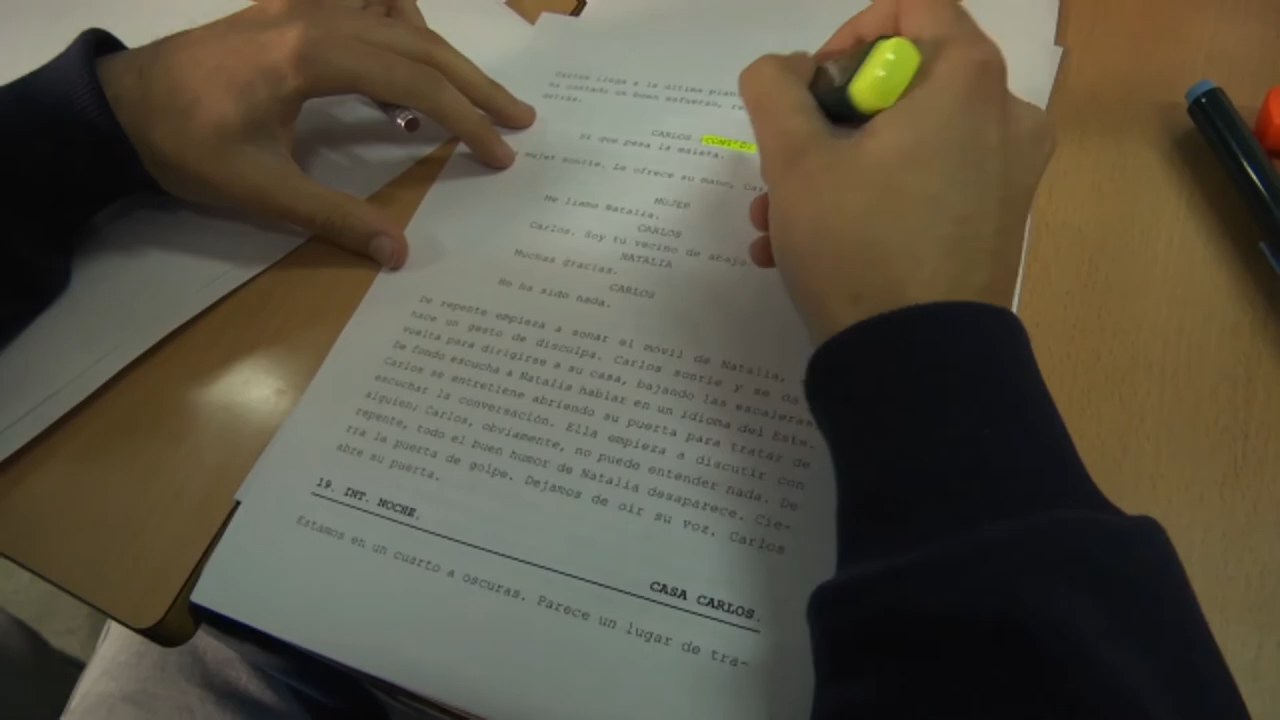 Carlos llega a la última plan
ha costado un buen esfuerzo, re
detrás.
CARLOS (CONT'D)
Sí que pesa la maleta.
mujer sonríe. Le ofrece su mano, Car
MUJER
Me llamo Natalia.
CARLOS
Carlos. Soy tu vecino de abajo
NATALIA
Muchas gracias.
CARLOS
No ha sido nada.
De repente empieza a sonar el móvil de Natalia,
hace un gesto de disculpa. Carlos sonríe y se da
vuelta para dirigirse a su casa, bajando las escaleras
De fondo escucha a Natalia hablar en un idioma del Este.
Carlos se entretiene abriendo su puerta para tratar de
escuchar la conversación. Ella empieza a discutir con
alguien; Carlos, obviamente, no puede entender nada. De
repente, todo el buen humor de Natalia desaparece. Cie-
rra la puerta de golpe. Dejamos de oir su voz. Carlos
abre su puerta.
19. INT. NOCHE.
CASA CARLOS.
Estamos en un cuarto a oscuras. Parece un lugar de tra-